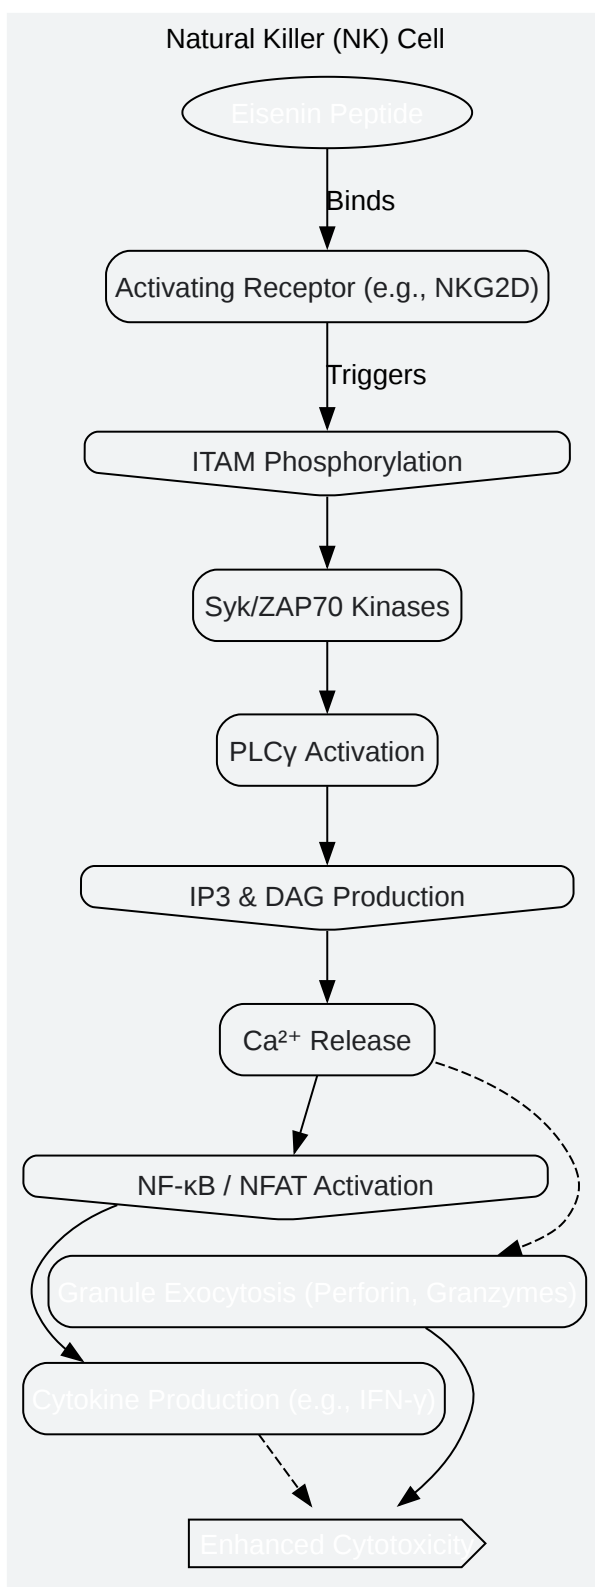 Natural Killer (NK) Cell
Eisenin Peptide
Binds
Activating Receptor (e.g., NKG2D)
Triggers
ITAM Phosphorylation
Syk/ZAP70 Kinases
PLCγ Activation
IP3 & DAG Production
Ca²⁺ Release
NF-κB / NFAT Activation
Granule Exocytosis (Perforin, Granzymes)
Cytokine Production (e.g., IFN-γ)
Enhanced Cytotoxicity